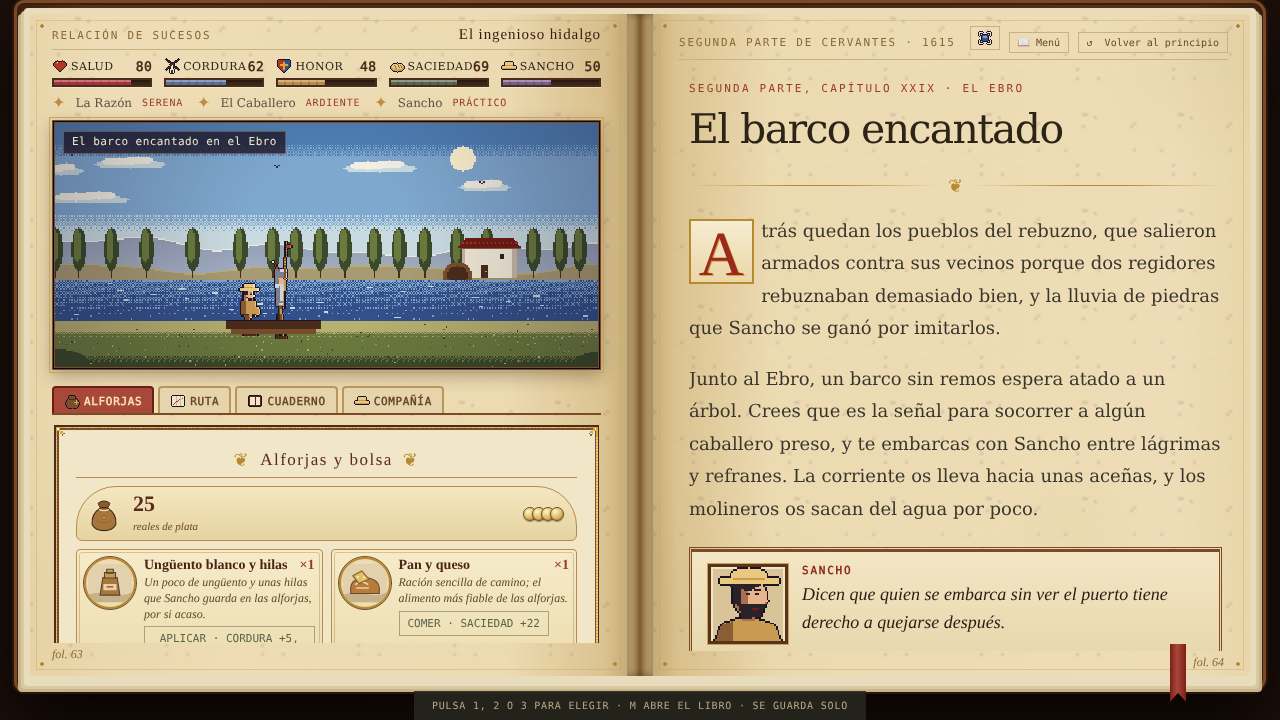 RELACIÓN DE SUCESOS
El ingenioso hidalgo
SALUD 80
CORDURA 62
HONOR 48
SACIEDAD 69
SANCHO 50
La Razón SERENA
El Caballero ARDIENTE
Sancho PRÁCTICO
El barco encantado en el Ebro
ALFORJAS
RUTA
CUADERNO
COMPAÑÍA
Alforjas y bolsa
25
reales de plata
Ungüento blanco y hilas ×1
Un poco de ungüento y unas hilas
que Sancho guarda en las alforjas,
por si acaso.
APLICAR · CORDURA +5,
Pan y queso ×1
Ración sencilla de camino; el
alimento más fiable de las alforjas.
COMER · SACIEDAD +22
fol. 63
SEGUNDA PARTE DE CERVANTES · 1615
Menú
↺ Volver al principio
SEGUNDA PARTE, CAPÍTULO XXIX · EL EBRO
El barco encantado
Atrás quedan los pueblos del rebuzno, que salieron
armados contra sus vecinos porque dos regidores
rebuznaban demasiado bien, y la lluvia de piedras
que Sancho se ganó por imitarlos.
Junto al Ebro, un barco sin remos espera atado a un
árbol. Crees que es la señal para socorrer a algún
caballero preso, y te embarcas con Sancho entre lágrimas
y refranes. La corriente os lleva hacia unas aceñas, y los
molineros os sacan del agua por poco.
SANCHO
Dicen que quien se embarca sin ver el puerto tiene
derecho a quejarse después.
fol. 64
PULSA 1, 2 O 3 PARA ELEGIR · M ABRE EL LIBRO · SE GUARDA SOLO